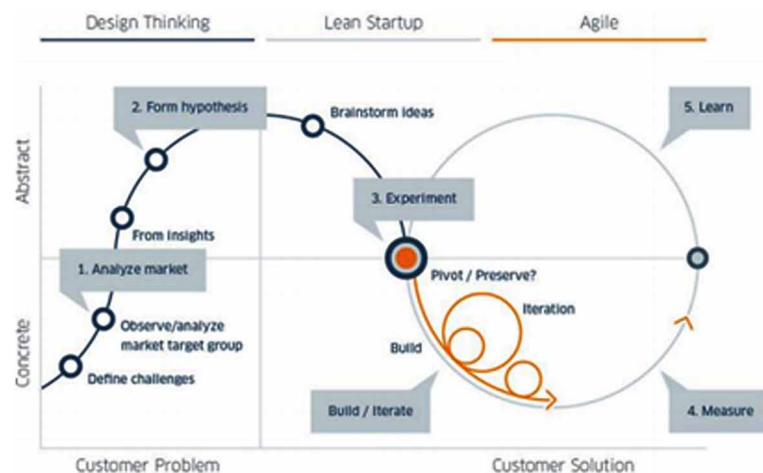 Design Thinking
Lean Startup
Agile
2. Form hypothesis
Brainstorm ideas
5. Learn
Abstract
3. Experiment
From insights
1. Analyze market
Pivot / Preserve?
Iteration
Observe/analyze
market target group
Build
Concrete
Define challenges
Build / Iterate
4. Measure
Customer Problem
Customer Solution